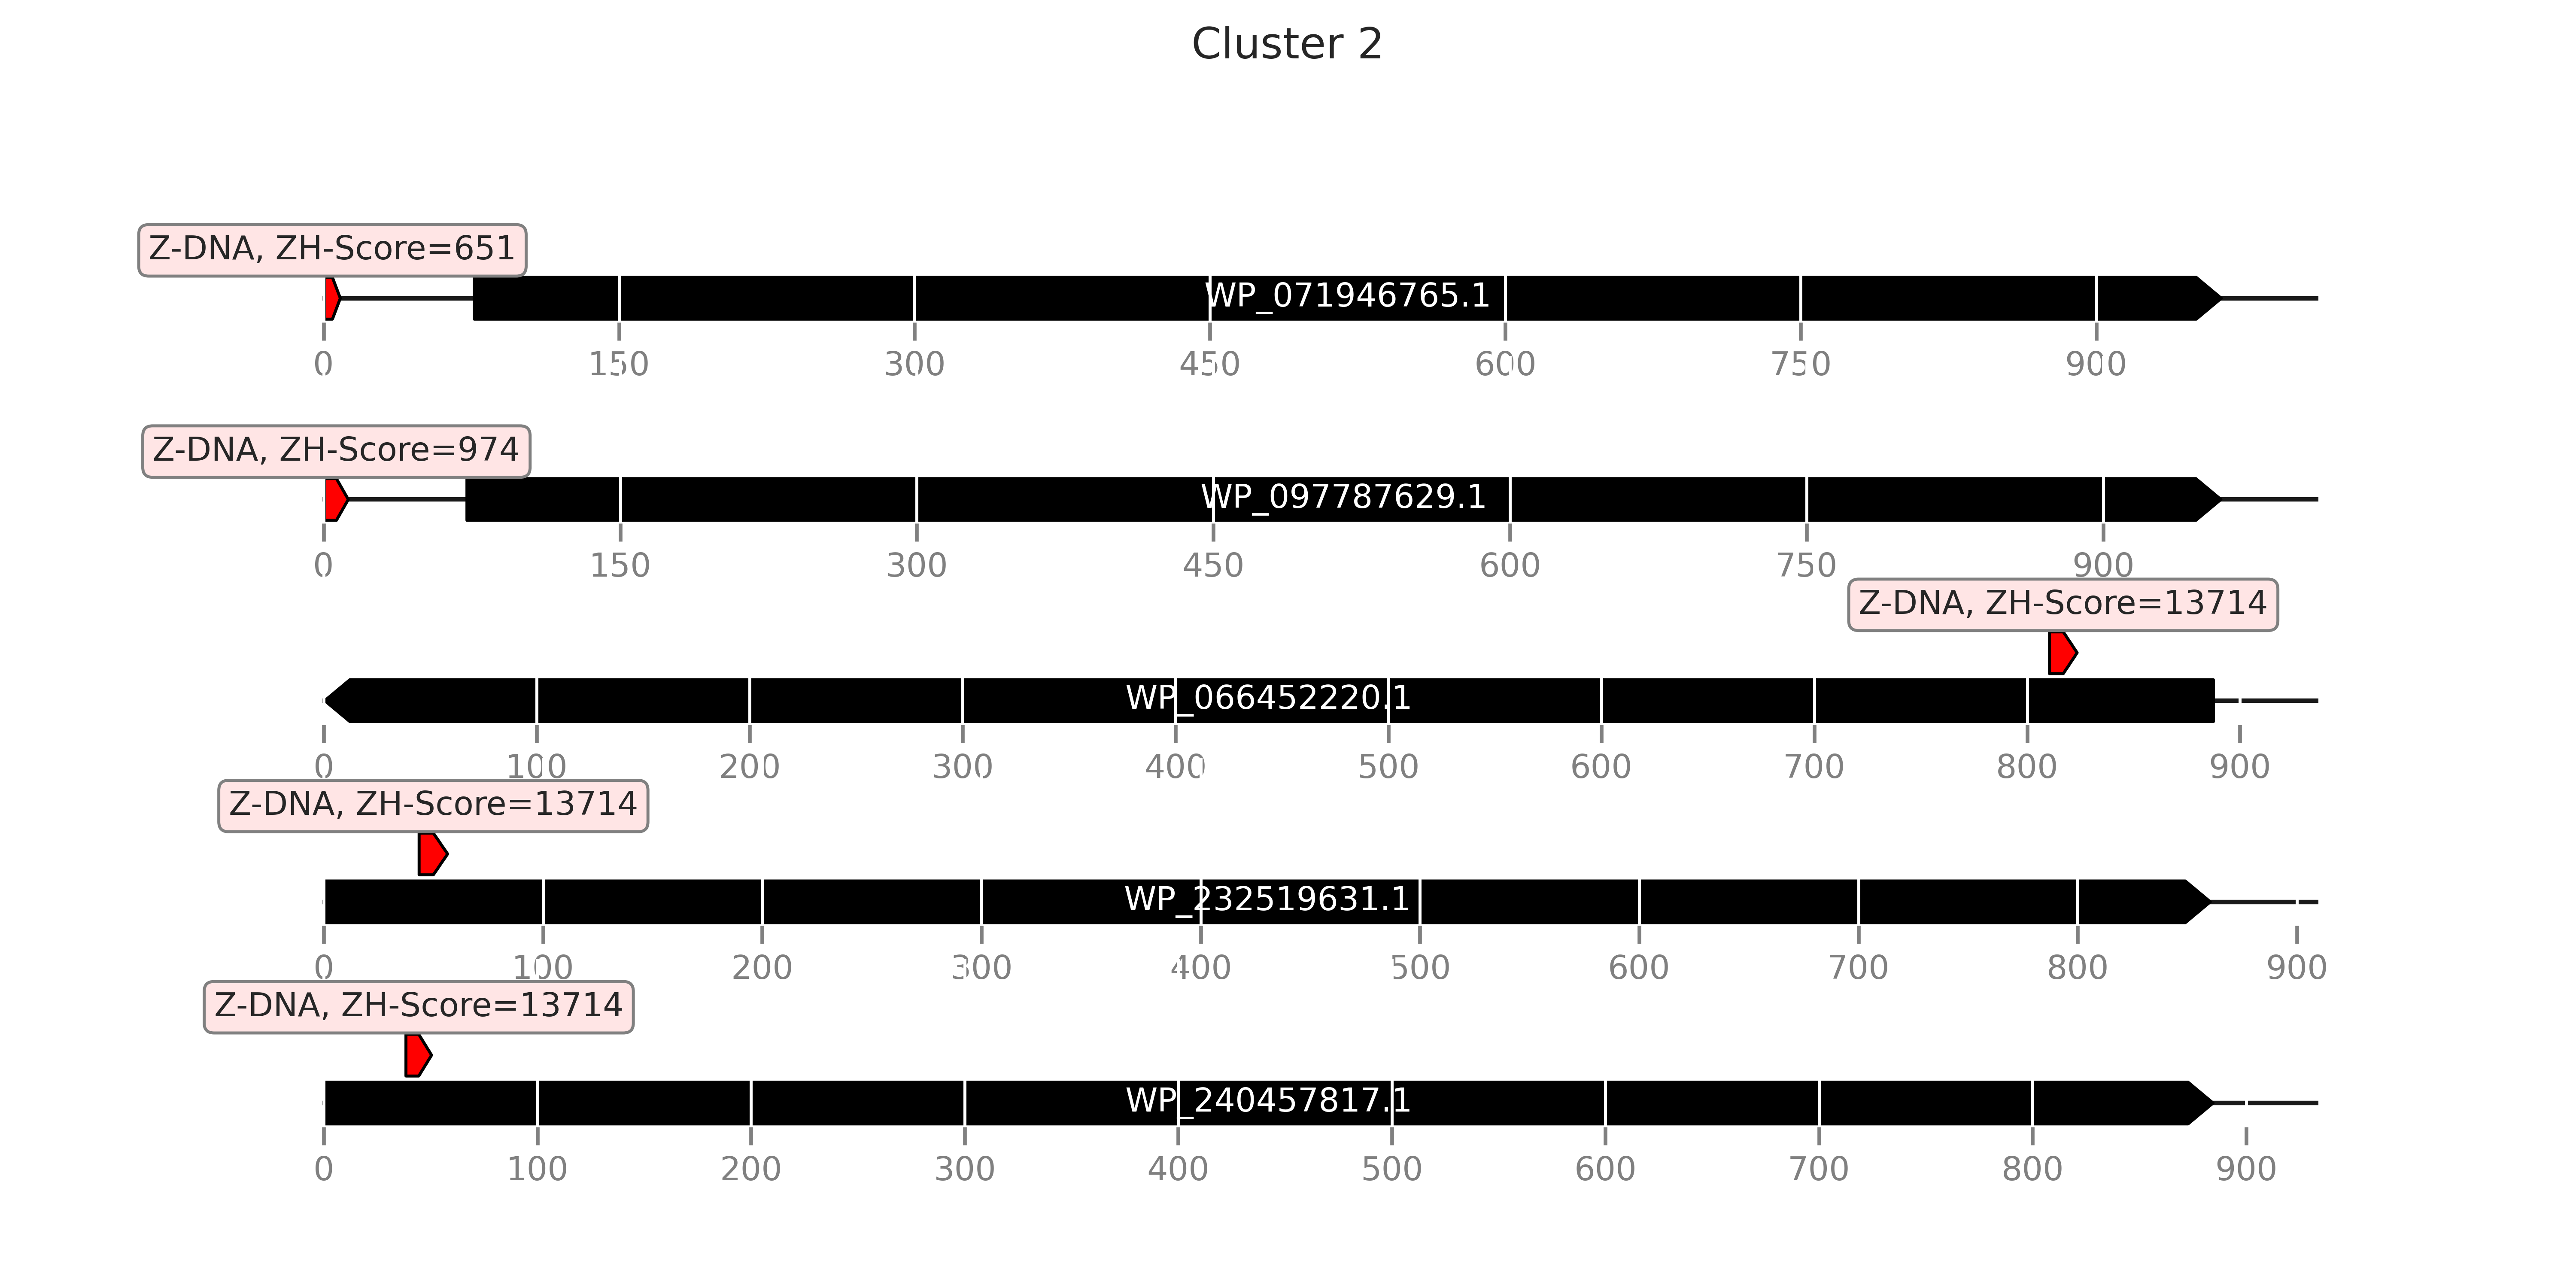 Cluster 2
Z-DNA, ZH-Score=651
WP_071946765.1
0 150 300 450 600 750 900
Z-DNA, ZH-Score=974
WP_097787629.1
0 150 300 450 600 750 900
Z-DNA, ZH-Score=13714
WP_066452220.1
0 100 200 300 400 500 600 700 800 900
Z-DNA, ZH-Score=13714
WP_232519631.1
0 100 200 300 400 500 600 700 800 900
Z-DNA, ZH-Score=13714
WP_240457817.1
0 100 200 300 400 500 600 700 800 900